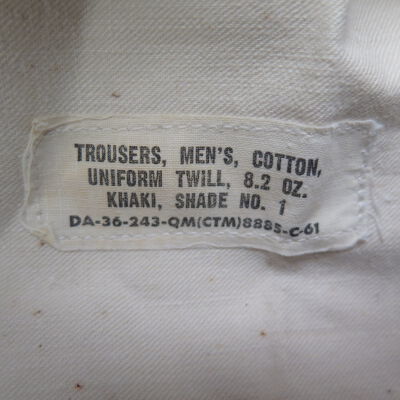 TROUSERS, MEN'S, COTTON,
UNIFORM TWILL, 8.2 OZ.
KHAKI, SHADE NO. 1
DA-36-243-QM(CTM)8885-C-61